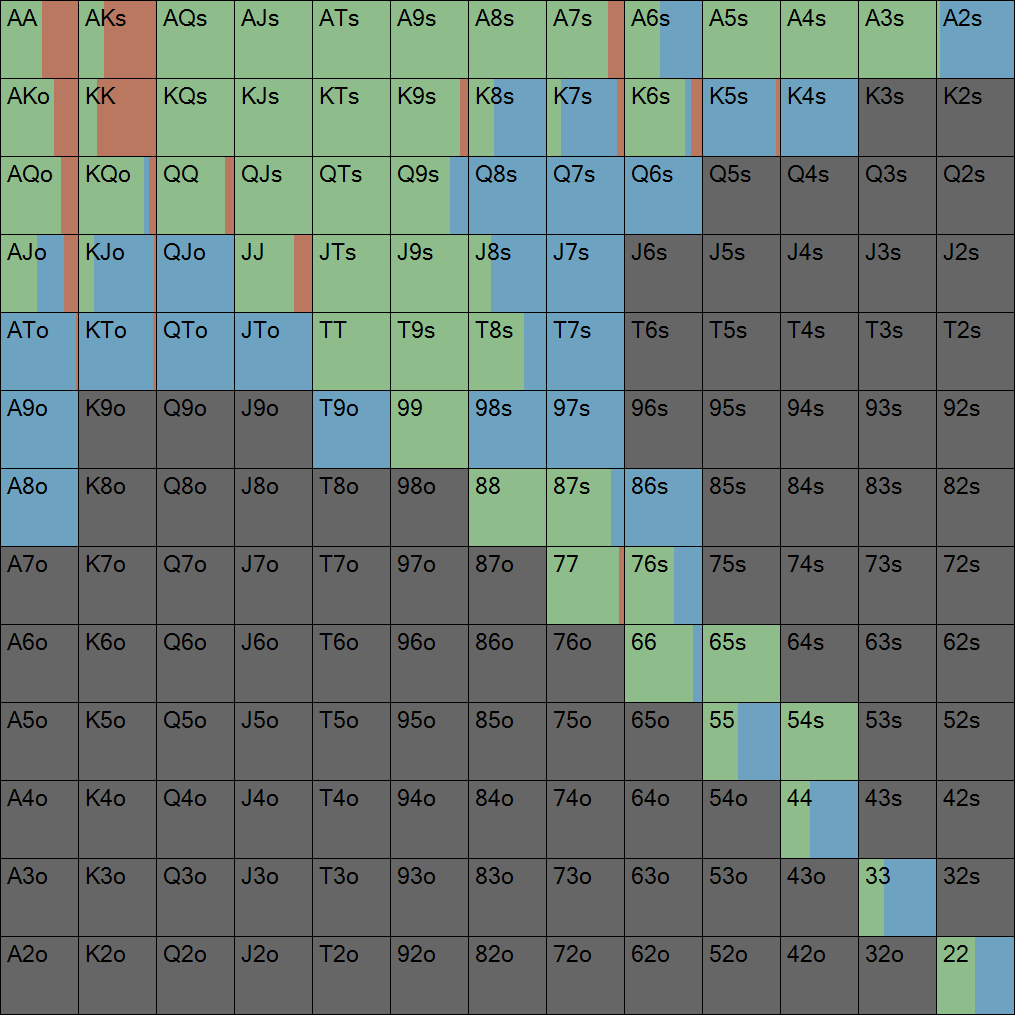 AA AKs AQs AJs ATs A9s A8s A7s A6s A5s A4s A3s A2s
AKo KK KQs KJs KTs K9s K8s K7s K6s K5s K4s K3s K2s
AQo KQo QQ QJs QTs Q9s Q8s Q7s Q6s Q5s Q4s Q3s Q2s
AJo KJo QJo JJ JTs J9s J8s J7s J6s J5s J4s J3s J2s
ATo KTo QTo JTo TT T9s T8s T7s T6s T5s T4s T3s T2s
A9o K9o Q9o J9o T9o 99 98s 97s 96s 95s 94s 93s 92s
A8o K8o Q8o J8o T8o 98o 88 87s 86s 85s 84s 83s 82s
A7o K7o Q7o J7o T7o 97o 87o 77 76s 75s 74s 73s 72s
A6o K6o Q6o J6o T6o 96o 86o 76o 66 65s 64s 63s 62s
A5o K5o Q5o J5o T5o 95o 85o 75o 65o 55 54s 53s 52s
A4o K4o Q4o J4o T4o 94o 84o 74o 64o 54o 44 43s 42s
A3o K3o Q3o J3o T3o 93o 83o 73o 63o 53o 43o 33 32s
A2o K2o Q2o J2o T2o 92o 82o 72o 62o 52o 42o 32o 22